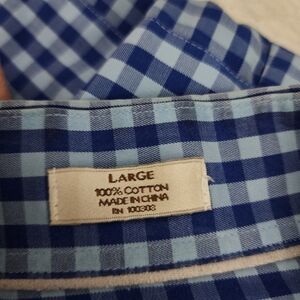 LARGE
100% COTTON
MADE IN CHINA
RN 100303